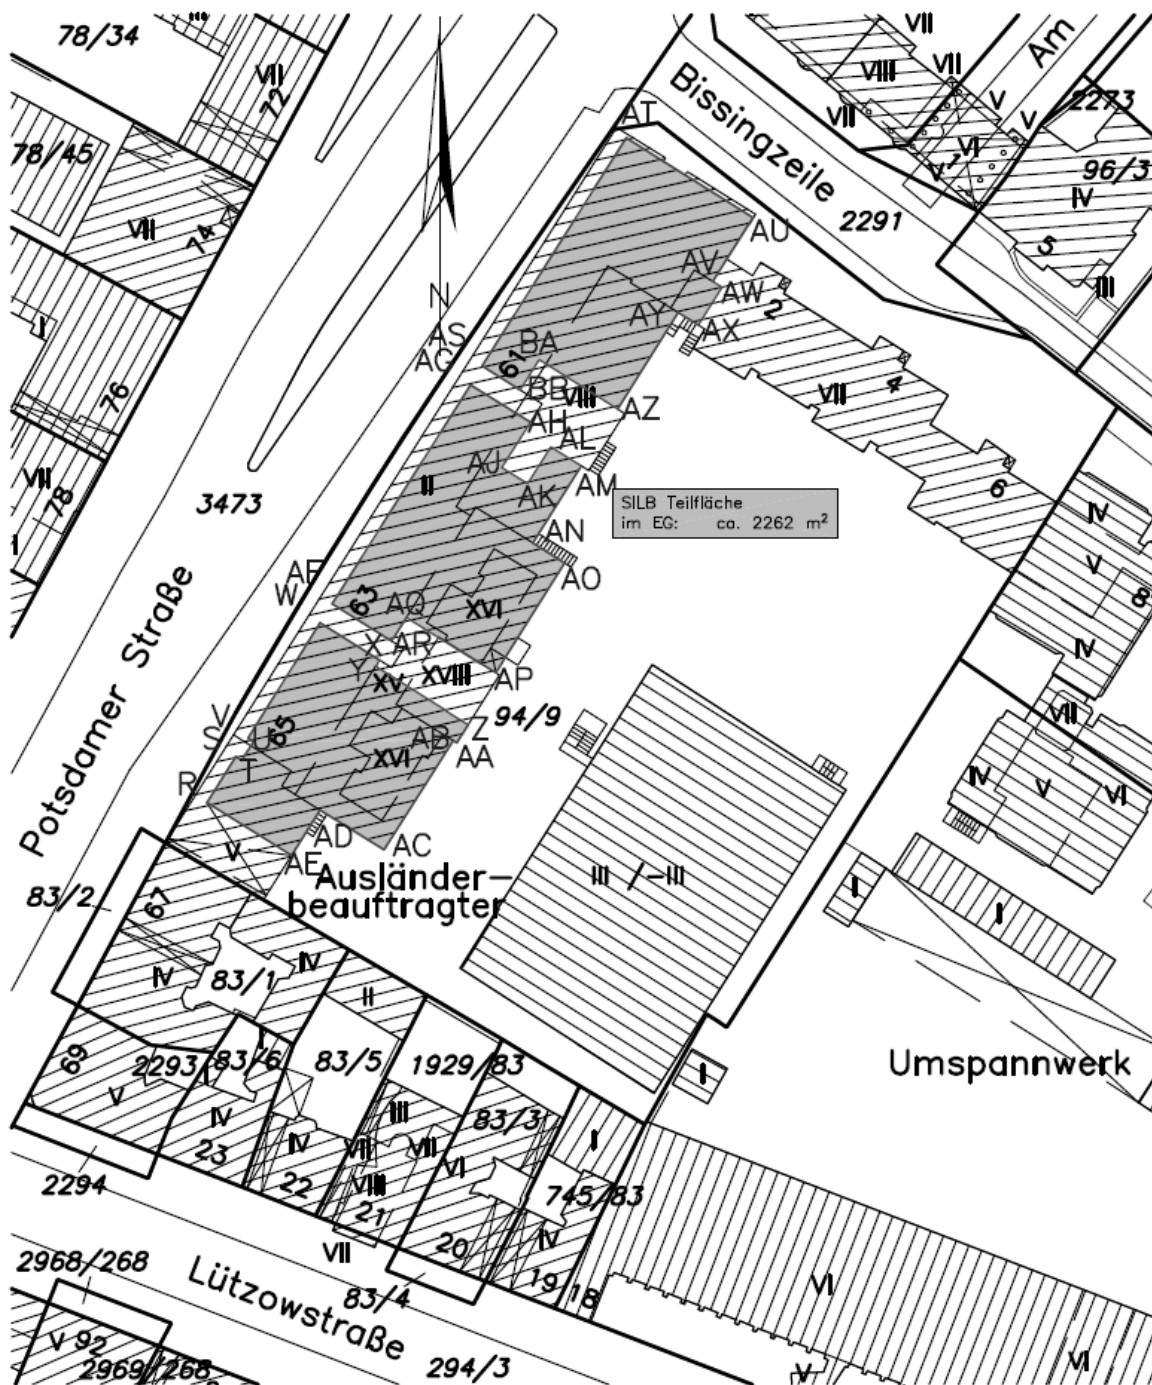 78/34
VII
72
78/45
VII
74
I
76
VII
78
I
3473
Potsdamer Straße
Bissingzeile
2291
Am
VII
VIII
VII
VII
V
V
VI
V
2273
96/3
IV
5
III
N
AT
AU
AV
AW
AX
AY
2
AS
AG
BA
61
BB
VIII
AZ
AH
AL
AJ
AK
AM
II
AN
AO
4
VII
6
SILB Teilfläche
im EG: ca. 2262 m²
AF
W
63
AQ
XVI
X
AR
Y
XV
XVIII
AP
94/9
V
S
U
65
AB
Z
XVI
AA
R
T
AD
AC
V
AE
Ausländer-
beauftragter
III /-III
IV
V
8
IV
VII
IV
V
VI
I
I
Umspannwerk
I
83/2
67
IV
83/1
IV
II
69
2293
I
83/6
83/5
1929/83
V
IV
23
IV
22
III
VII
VII
VIII
21
83/3
VI
20
I
745/83
IV
19
18
2294
VII
83/4
2968/268
Lützowstraße
V 92
2969/268
294/3
VI
VI
V